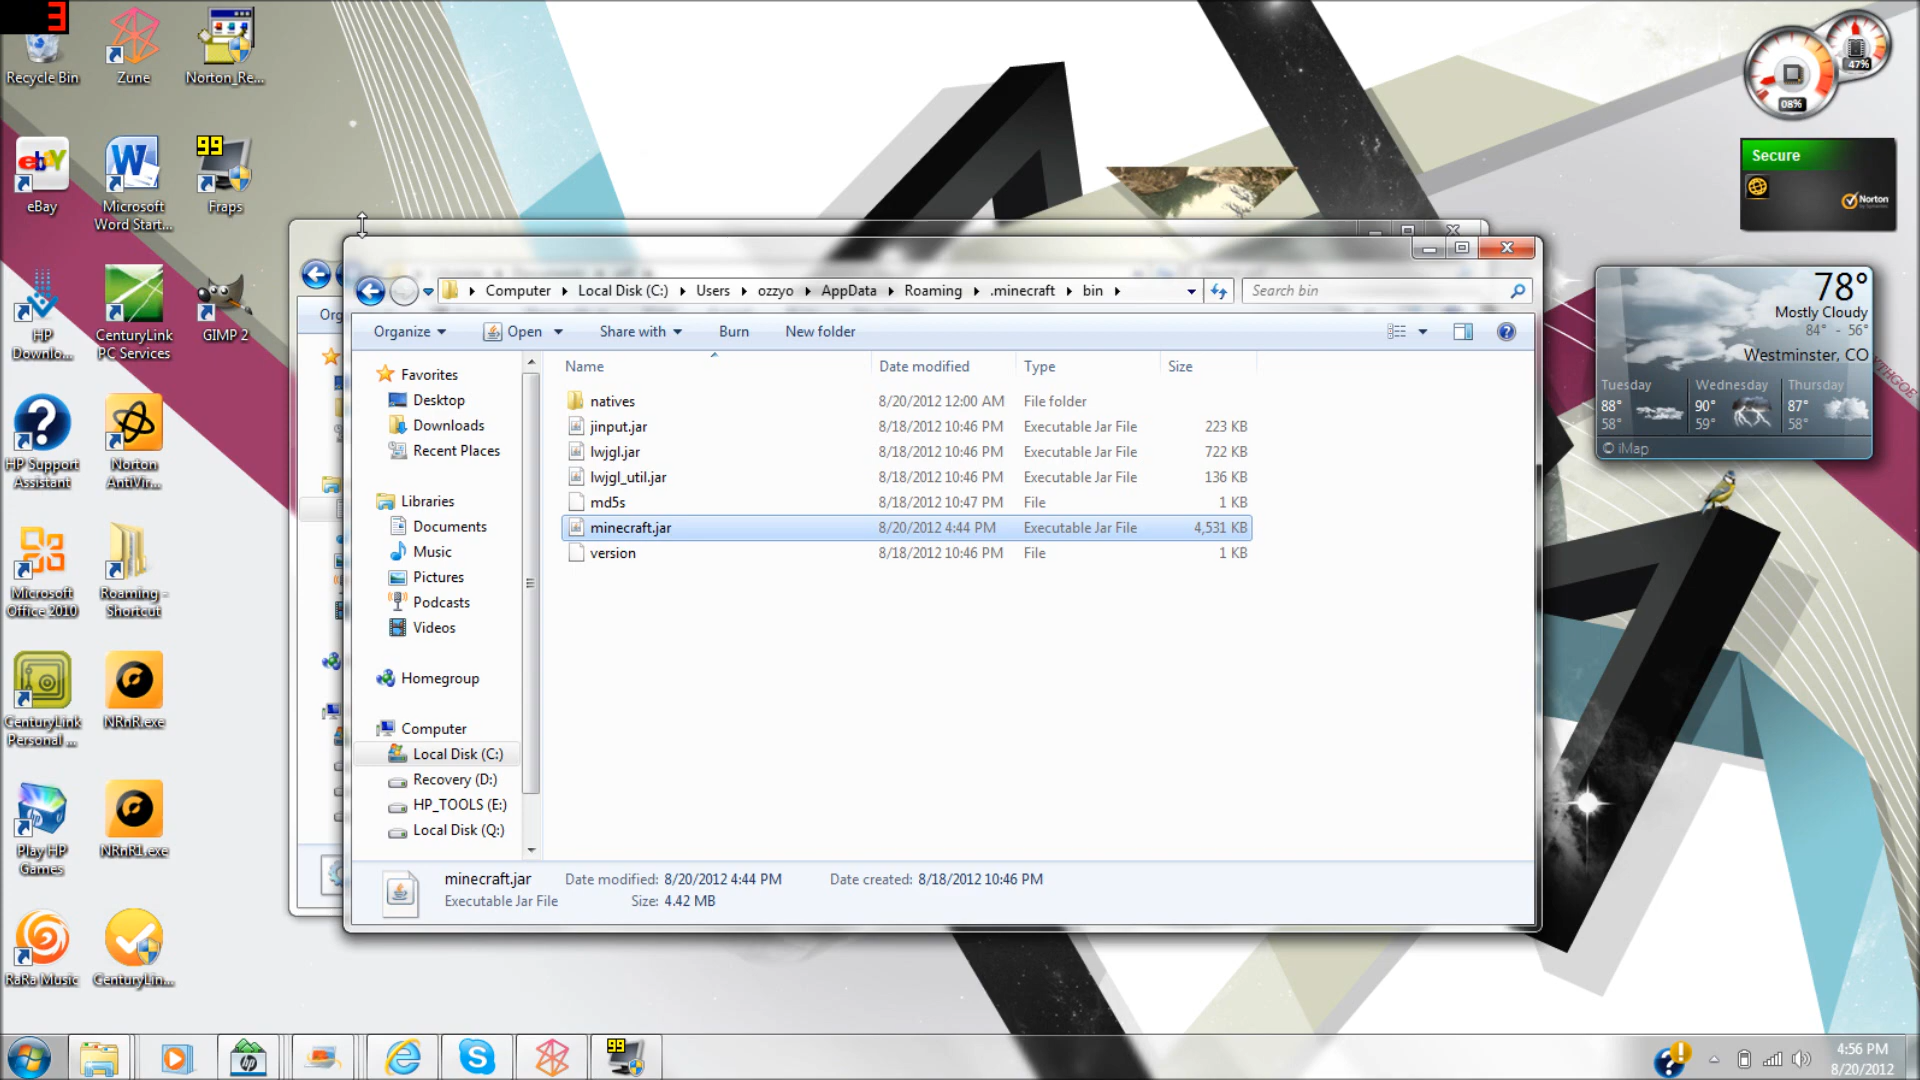 3
Recycle Bin
Zune
Norton_Re...
99
eBay
Microsoft
Word Start...
Fraps
HP
Downlo...
CenturyLink
PC Services
GIMP 2
HP Support
Assistant
Norton
AntiVir...
Microsoft
Office 2010
Roaming -
Shortcut
CenturyLink
Personal ...
NRnR.exe
Play HP
Games
NRnR1.exe
RaRa Music
CenturyLin...
Org
Computer
Local Disk (C:)
Users
ozzyo
AppData
Roaming
.minecraft
bin
Search bin
Organize
Open
Share with
Burn
New folder
Name
Date modified
Type
Size
natives
8/20/2012 12:00 AM
File folder
jinput.jar
8/18/2012 10:46 PM
Executable Jar File
223 KB
lwjgl.jar
8/18/2012 10:46 PM
Executable Jar File
722 KB
lwjgl_util.jar
8/18/2012 10:46 PM
Executable Jar File
136 KB
md5s
8/18/2012 10:47 PM
File
1 KB
minecraft.jar
8/20/2012 4:44 PM
Executable Jar File
4,531 KB
version
8/18/2012 10:46 PM
File
1 KB
Favorites
Desktop
Downloads
Recent Places
Libraries
Documents
Music
Pictures
Podcasts
Videos
Homegroup
Computer
Local Disk (C:)
Recovery (D:)
HP_TOOLS (E:)
Local Disk (Q:)
minecraft.jar
Date modified: 8/20/2012 4:44 PM
Date created: 8/18/2012 10:46 PM
Executable Jar File
Size: 4.42 MB
47%
08%
Secure
Norton
78°
Mostly Cloudy
84° - 56°
Westminster, CO
Tuesday
Wednesday
Thursday
88°
90°
87°
58°
59°
58°
© iMap
hp
99
4:56 PM
8/20/2012